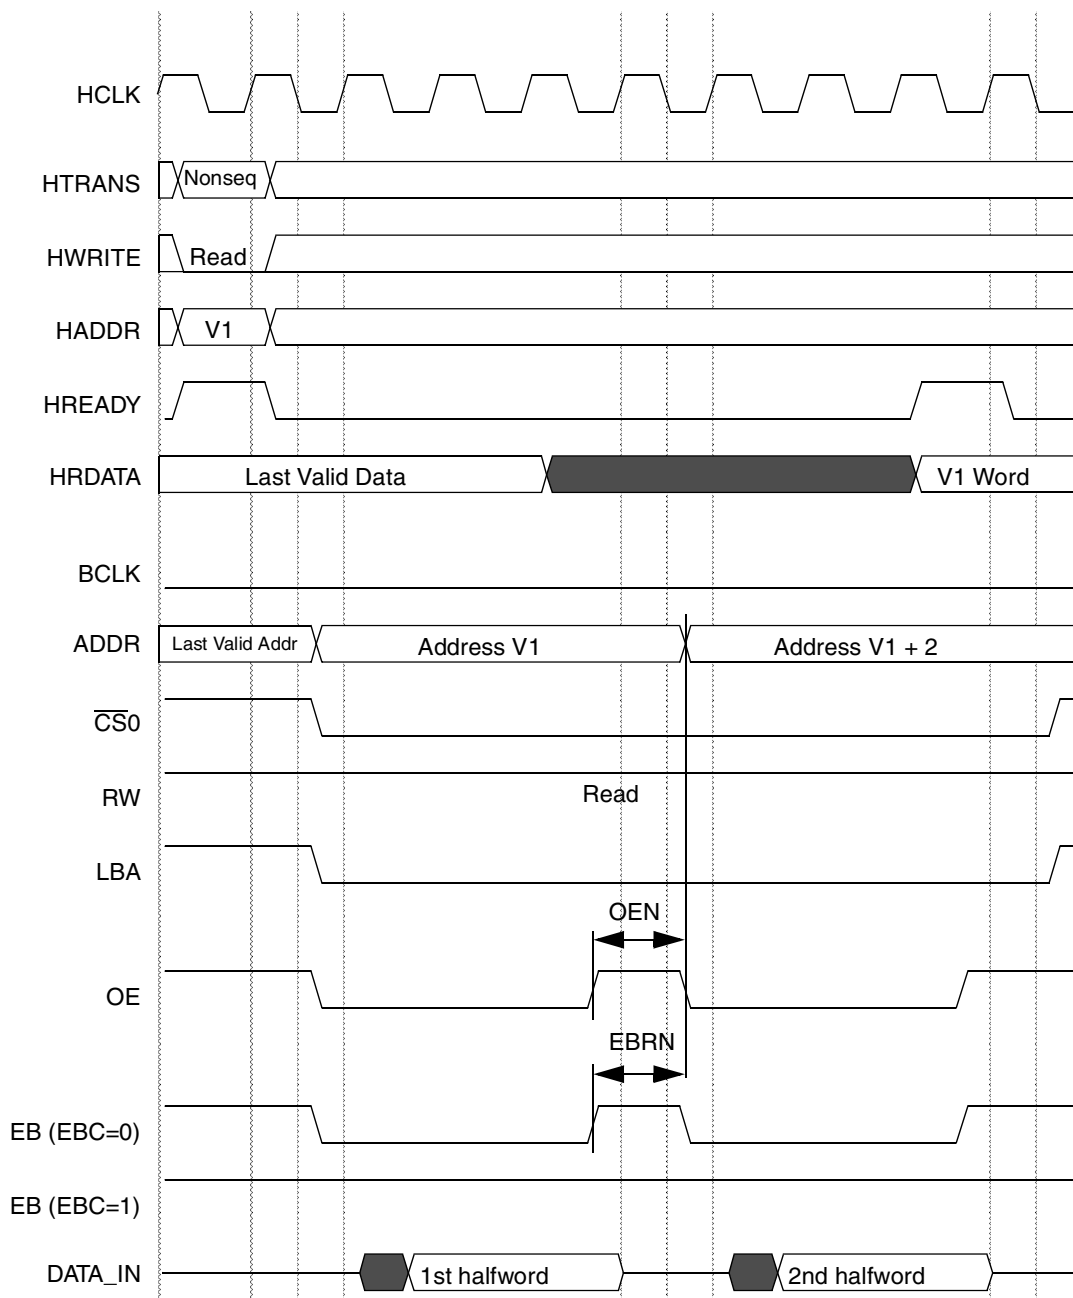 HCLK
HTRANS Nonseq
HWRITE Read
HADDR V1
HREADY
HRDATA Last Valid Data V1 Word
BCLK
ADDR Last Valid Addr Address V1 Address V1 + 2
CS0
RW Read
LBA
OEN
OE
EBRN
EB (EBC=0)
EB (EBC=1)
DATA_IN 1st halfword 2nd halfword